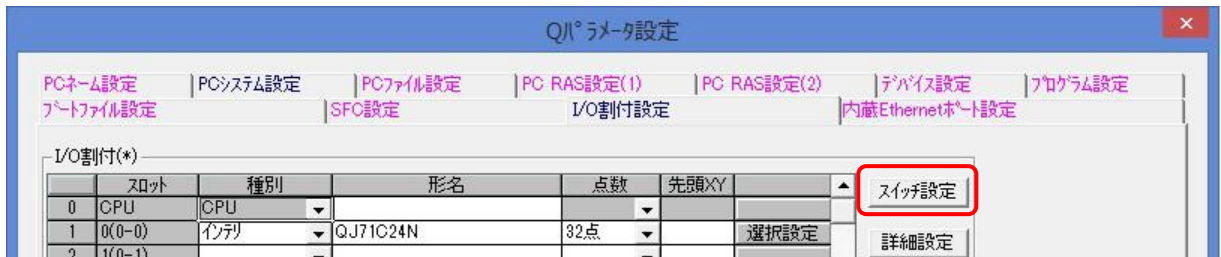 Qパラメータ設定
PCネーム設定 PCシステム設定 PCファイル設定 PC RAS設定(1) PC RAS設定(2) デバイス設定 プログラム設定
ブートファイル設定 SFC設定 I/O割付設定 内蔵Ethernetポート設定
I/O割付(*)
スロット 種別 形名 点数 先頭XY
スイッチ設定
0 CPU CPU
1 0(0-0) インテリ QJ71C24N 32点 選択設定
詳細設定
2 1(0-1)